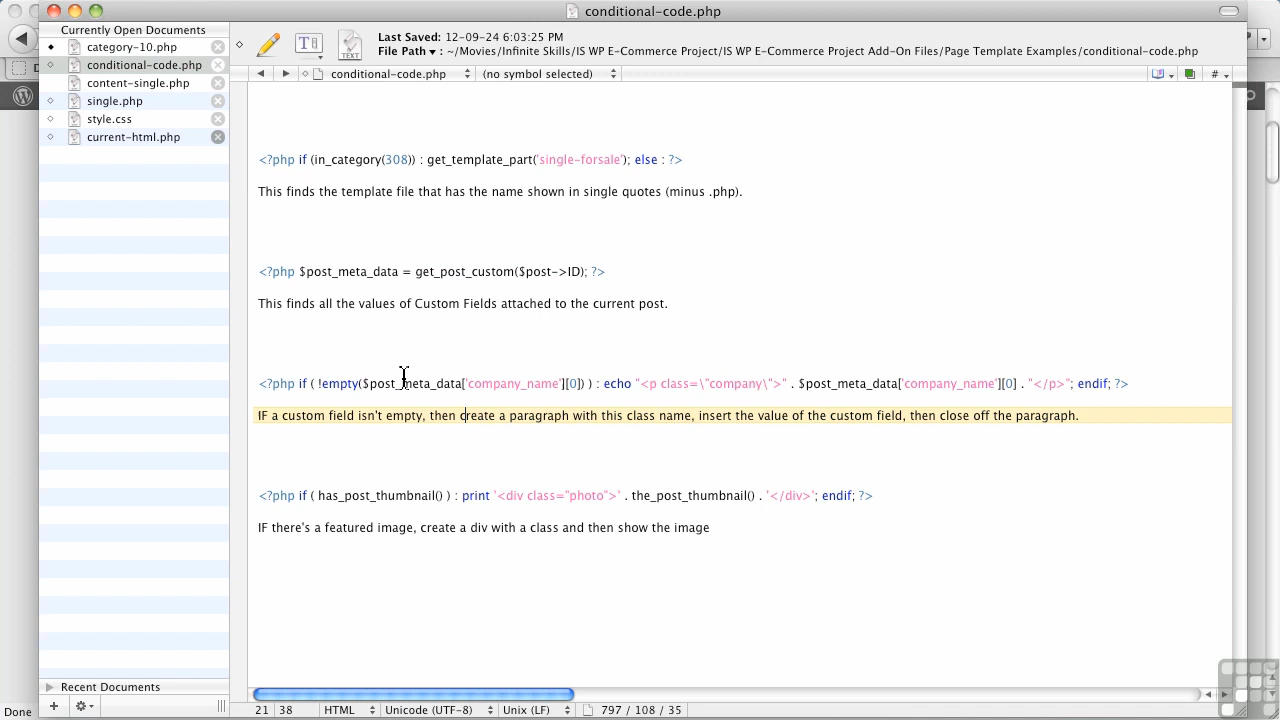 conditional-code.php
Currently Open Documents
category-10.php
conditional-code.php
content-single.php
single.php
style.css
current-html.php
Last Saved: 12-09-24 6:03:25 PM
File Path ▾ : ~/Movies/Infinite Skills/IS WP E-Commerce Project/IS WP E-Commerce Project Add-On Files/Page Template Examples/conditional-code.php
conditional-code.php (no symbol selected) #
<?php if (in_category(308)) : get_template_part('single-forsale'); else : ?>
This finds the template file that has the name shown in single quotes (minus .php).
<?php $post_meta_data = get_post_custom($post->ID); ?>
This finds all the values of Custom Fields attached to the current post.
<?php if ( !empty($post_meta_data['company_name'][0]) ) : echo "<p class=\"company\">" . $post_meta_data['company_name'][0] . "</p>"; endif; ?>
IF a custom field isn't empty, then create a paragraph with this class name, insert the value of the custom field, then close off the paragraph.
<?php if ( has_post_thumbnail() ) : print '<div class="photo">' . the_post_thumbnail() . '</div>'; endif; ?>
IF there's a featured image, create a div with a class and then show the image
Recent Documents
Done
21 38 HTML Unicode (UTF-8) Unix (LF) 797 / 108 / 35